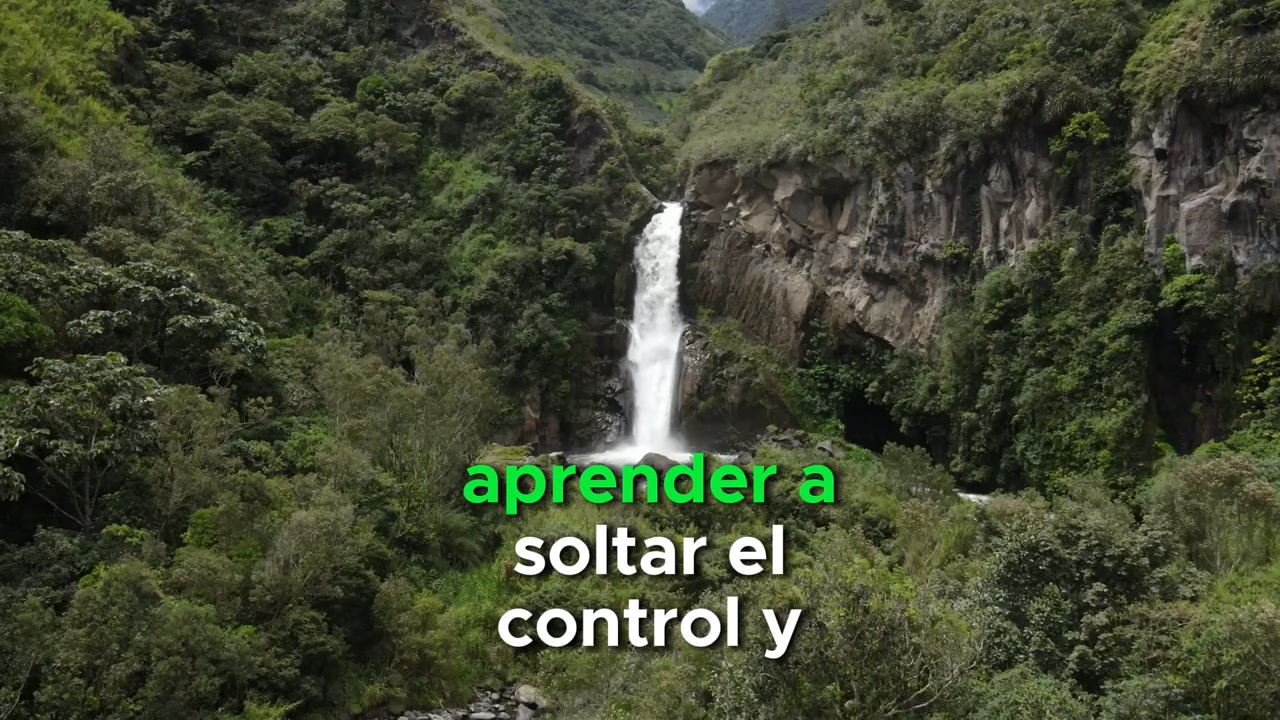 aprender a
soltar el
control y